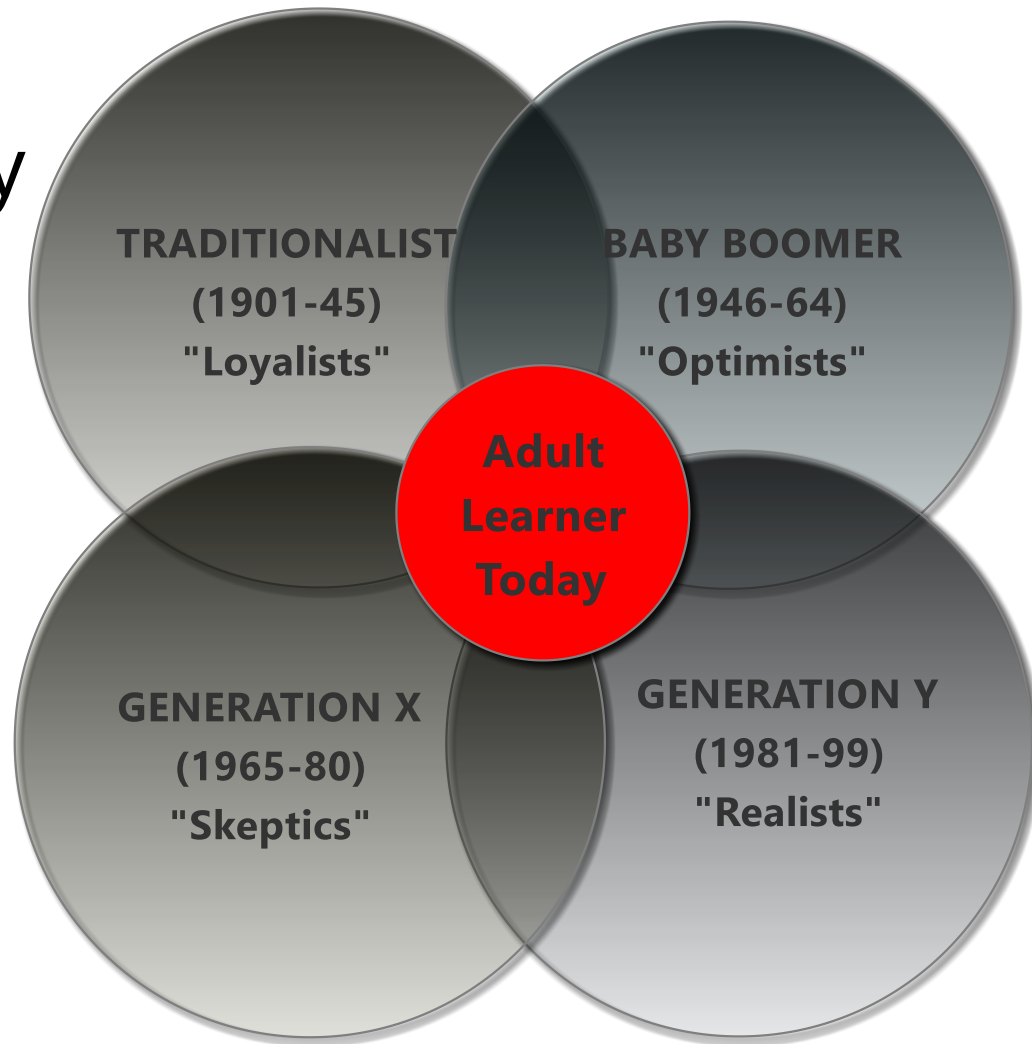 y
TRADITIONALIST
(1901-45)
"Loyalists"
BABY BOOMER
(1946-64)
"Optimists"
Adult
Learner
Today
GENERATION X
(1965-80)
"Skeptics"
GENERATION Y
(1981-99)
"Realists"